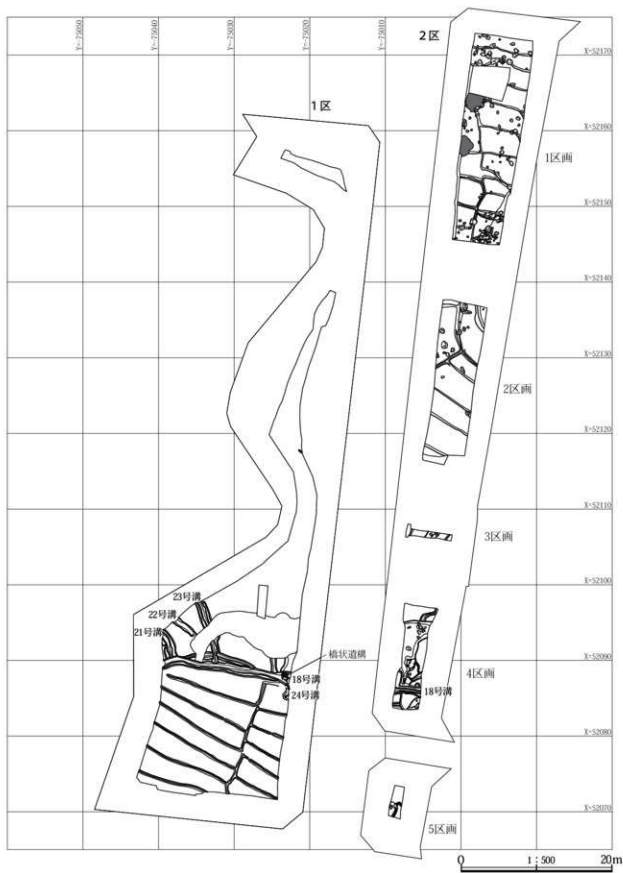 Y=-75050
Y=-75040
Y=-75030
Y=-75020
Y=-75010
2区
X=52170
1区
X=52160
1区画
X=52150
X=52140
X=52130
2区画
X=52120
X=52110
3区画
X=52100
23号溝
22号溝
21号溝
橋状遺構
X=52090
4区画
18号溝
18号溝
24号溝
X=52080
X=52070
5区画
0 1:500 20m